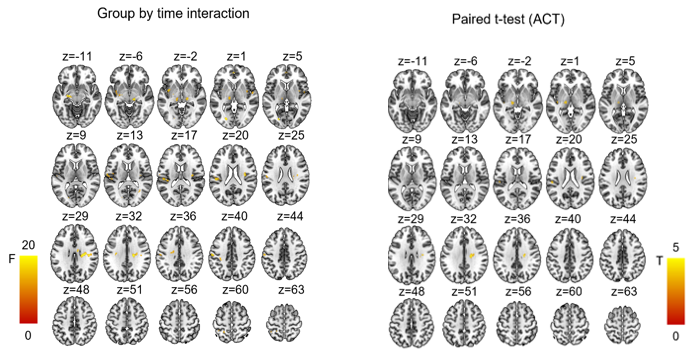 Group by time interaction
z=-11 z=-6 z=-2 z=1 z=5
z=9 z=13 z=17 z=20 z=25
z=29 z=32 z=36 z=40 z=44
20
F
0
z=48 z=51 z=56 z=60 z=63
Paired t-test (ACT)
z=-11 z=-6 z=-2 z=1 z=5
z=9 z=13 z=17 z=20 z=25
z=29 z=32 z=36 z=40 z=44
5
T
0
z=48 z=51 z=56 z=60 z=63